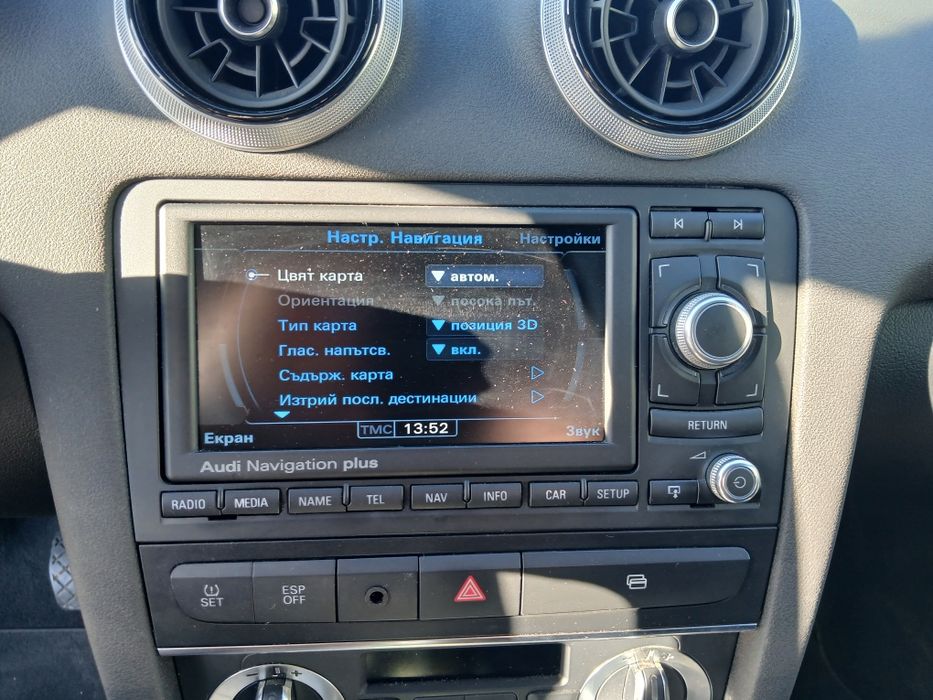 Настр. Навигация Настройки
Цвят карта автом.
Ориентация посока път.
Тип карта позиция 3D
Глас. напътсв. вкл.
Съдърж. карта
Изтрий посл. дестинации
Екран TMC 13:52 Звук
Audi Navigation plus
RETURN
RADIO MEDIA NAME TEL NAV INFO CAR SETUP
SET ESP OFF